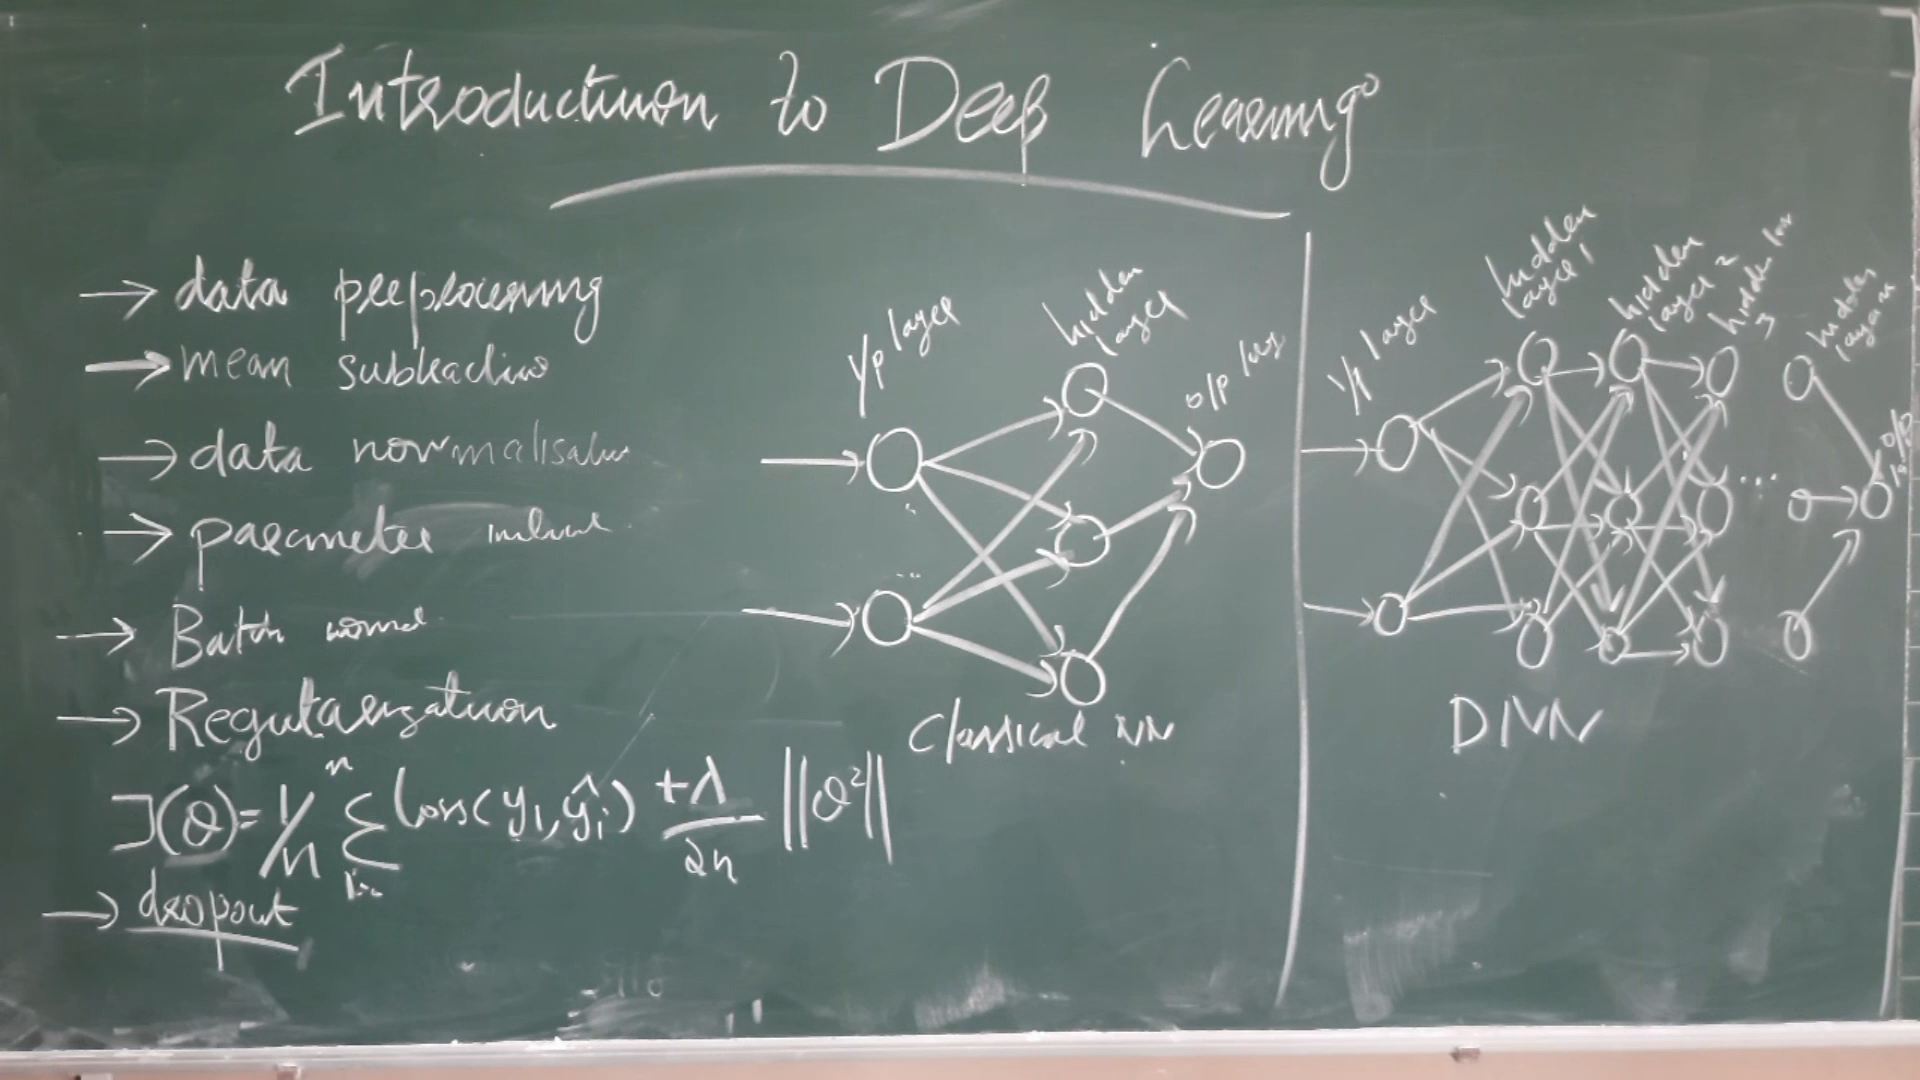 Introduction to Deep Learning
→ data preprocessing
→ mean subtraction
→ data normalisation
→ parameter
→ Batch
→ Regularization
J(θ) = 1/n Σ loss(yi, ŷi) + λ/2n ||θ²||
→ dropout
i/p layer
hidden layer
o/p layer
Classical NN
i/p layer
hidden layer 1
hidden layer 2
hidden layer 3
hidden layer n
o/p
DNN